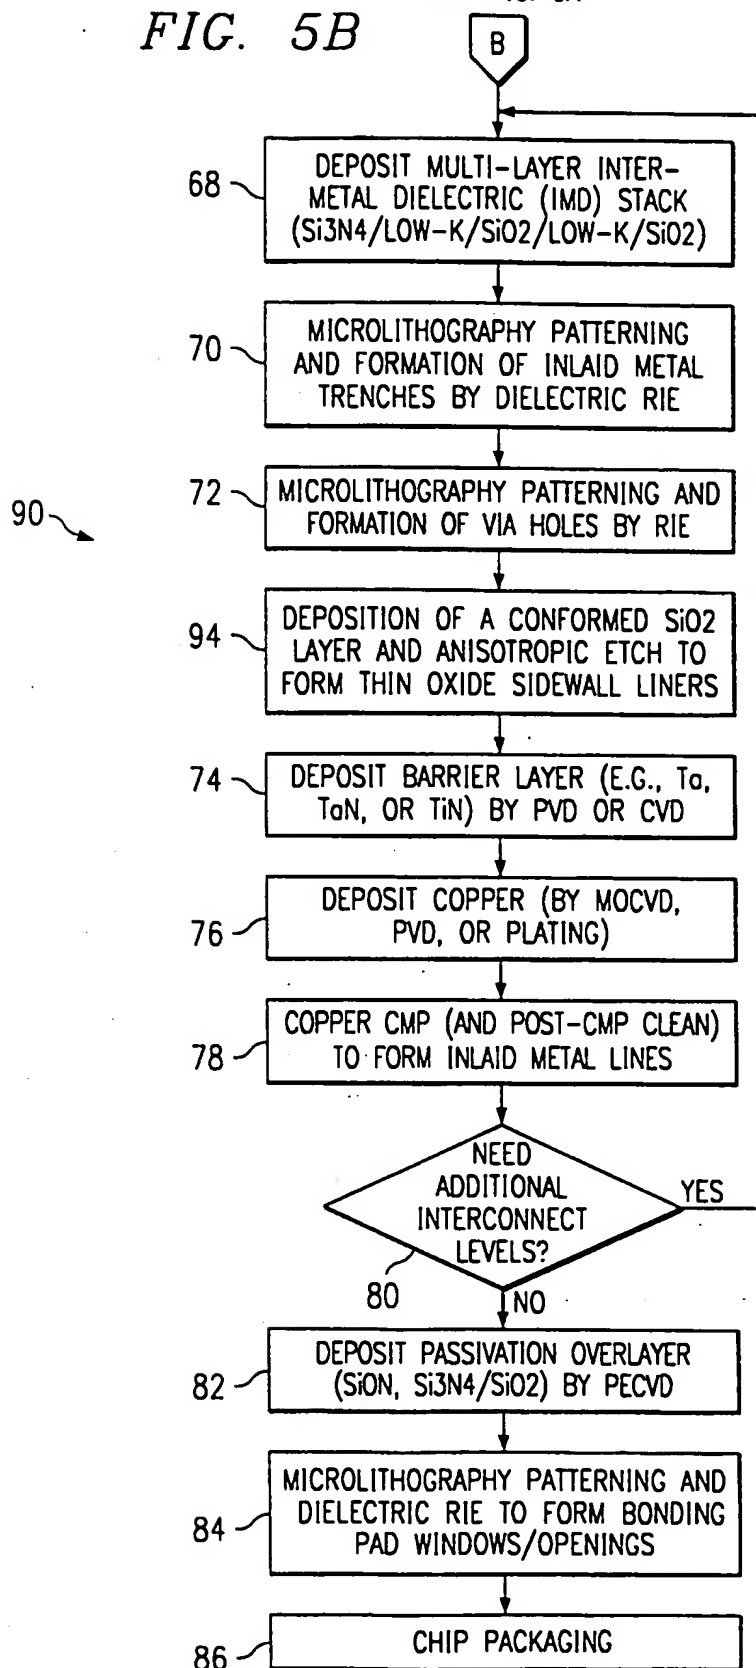 FIG. 5B
B
68
DEPOSIT MULTI-LAYER INTER-
METAL DIELECTRIC (IMD) STACK
(Si3N4/LOW-K/SiO2/LOW-K/SiO2)
70
MICROLITHOGRAPHY PATTERNING
AND FORMATION OF INLAID METAL
TRENCHES BY DIELECTRIC RIE
90
72
MICROLITHOGRAPHY PATTERNING AND
FORMATION OF VIA HOLES BY RIE
94
DEPOSITION OF A CONFORMED SiO2
LAYER AND ANISOTROPIC ETCH TO
FORM THIN OXIDE SIDEWALL LINERS
74
DEPOSIT BARRIER LAYER (E.G., Ta,
TaN, OR TiN) BY PVD OR CVD
76
DEPOSIT COPPER (BY MOCVD,
PVD, OR PLATING)
78
COPPER CMP (AND POST-CMP CLEAN)
TO FORM INLAID METAL LINES
NEED
ADDITIONAL
INTERCONNECT
LEVELS?
YES
80
NO
82
DEPOSIT PASSIVATION OVERLAYER
(SiON, Si3N4/SiO2) BY PECVD
84
MICROLITHOGRAPHY PATTERNING AND
DIELECTRIC RIE TO FORM BONDING
PAD WINDOWS/OPENINGS
86
CHIP PACKAGING